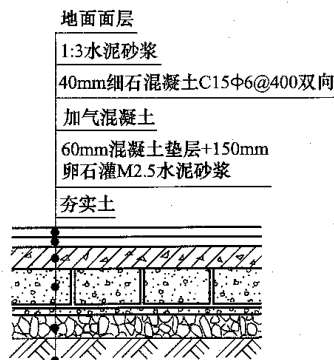 地面面层
1:3水泥砂浆
40mm细石混凝土C15φ6@400双向
加气混凝土
60mm混凝土垫层+150mm
卵石灌M2.5水泥砂浆
夯实土